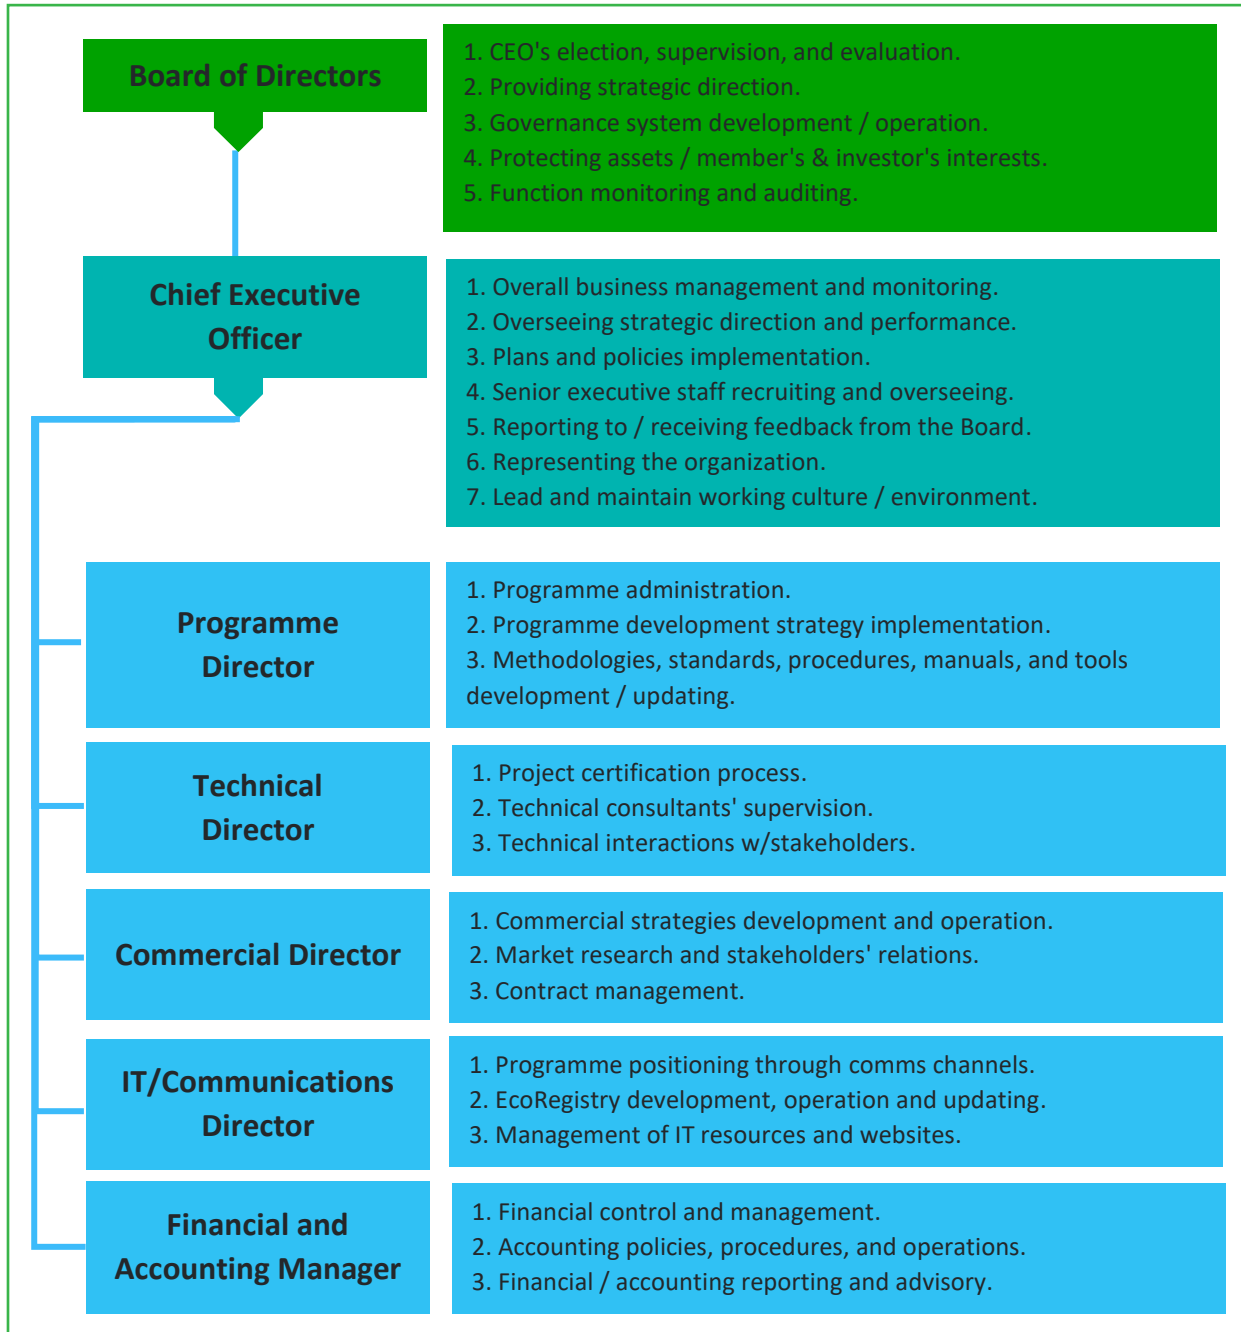 Board of Directors
1. CEO's election, supervision, and evaluation.
2. Providing strategic direction.
3. Governance system development / operation.
4. Protecting assets / member's & investor's interests.
5. Function monitoring and auditing.
Chief Executive
Officer
1. Overall business management and monitoring.
2. Overseeing strategic direction and performance.
3. Plans and policies implementation.
4. Senior executive staff recruiting and overseeing.
5. Reporting to / receiving feedback from the Board.
6. Representing the organization.
7. Lead and maintain working culture / environment.
Programme
Director
1. Programme administration.
2. Programme development strategy implementation.
3. Methodologies, standards, procedures, manuals, and tools
development / updating.
Technical
Director
1. Project certification process.
2. Technical consultants' supervision.
3. Technical interactions w/stakeholders.
Commercial Director
1. Commercial strategies development and operation.
2. Market research and stakeholders' relations.
3. Contract management.
IT/Communications
Director
1. Programme positioning through comms channels.
2. EcoRegistry development, operation and updating.
3. Management of IT resources and websites.
Financial and
Accounting Manager
1. Financial control and management.
2. Accounting policies, procedures, and operations.
3. Financial / accounting reporting and advisory.